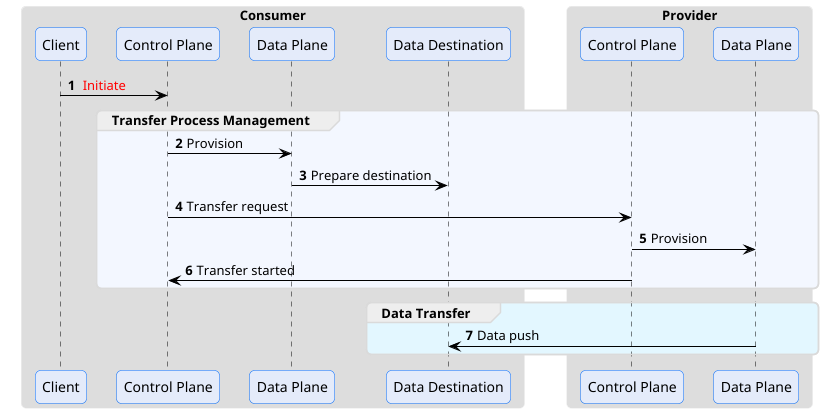 Consumer
Provider
Client
Control Plane
Data Plane
Data Destination
Control Plane
Data Plane
1 Initiate
Transfer Process Management
2 Provision
3 Prepare destination
4 Transfer request
5 Provision
6 Transfer started
Data Transfer
7 Data push
Client
Control Plane
Data Plane
Data Destination
Control Plane
Data Plane